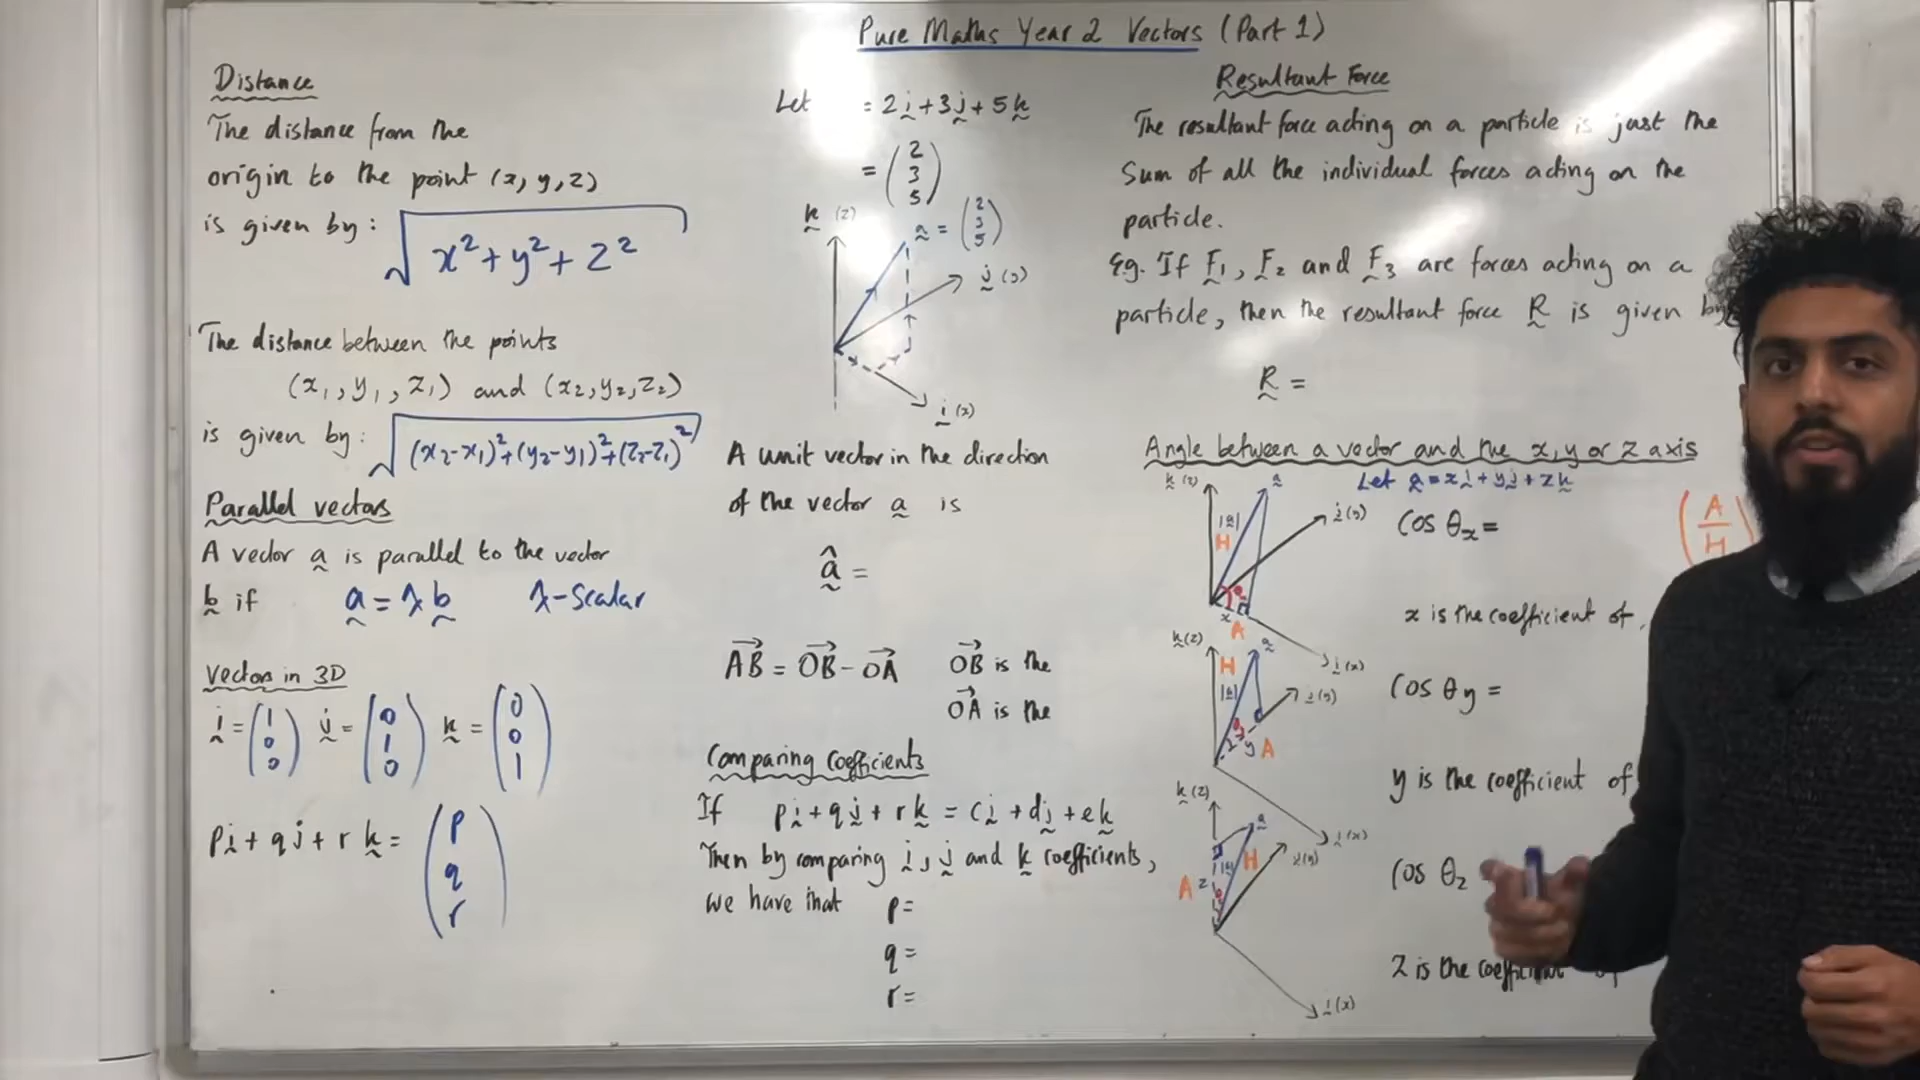 Pure Maths Year 2 Vectors (Part 1)
Distance
The distance from the
origin to the point (x, y, z)
is given by: √x²+y²+z²
The distance between the points
(x₁, y₁, z₁) and (x₂, y₂, z₂)
is given by: √(x₂-x₁)²+(y₂-y₁)²+(z₂-z₁)²
Parallel vectors
A vector a is parallel to the vector
b if a = λb λ-scalar
Vectors in 3D
i = (1 0 0) j = (0 1 0) k = (0 0 1)
pi + qj + rk = (p q r)
Let = 2i+3j+5k
= (2 3 5)
k (z)
a = (2 3 5)
j (y)
i (x)
A unit vector in the direction
of the vector a is
â =
AB = OB - OA OB is the
OA is the
Comparing Coefficients
If pi + qj + rk = ci + dj + ek
Then by comparing i, j and k coefficients,
we have that p =
q =
r =
Resultant Force
The resultant force acting on a particle is just the
Sum of all the individual forces acting on the
particle.
Eg. If F₁, F₂ and F₃ are forces acting on a
particle, then the resultant force R is given by
R =
Angle between a vector and the x, y or z axis
Let a = xi + yj + zk
k (z) a
|a| j (y)
H
Cos θx = (A/H)
x
A
i (x)
x is the coefficient of
k (z) H a
|a| j (y)
Cos θy =
y A
i (x)
y is the coefficient of
k (z) a
|a| H j (y)
A z
Cos θz
z is the coefficient of
i (x)